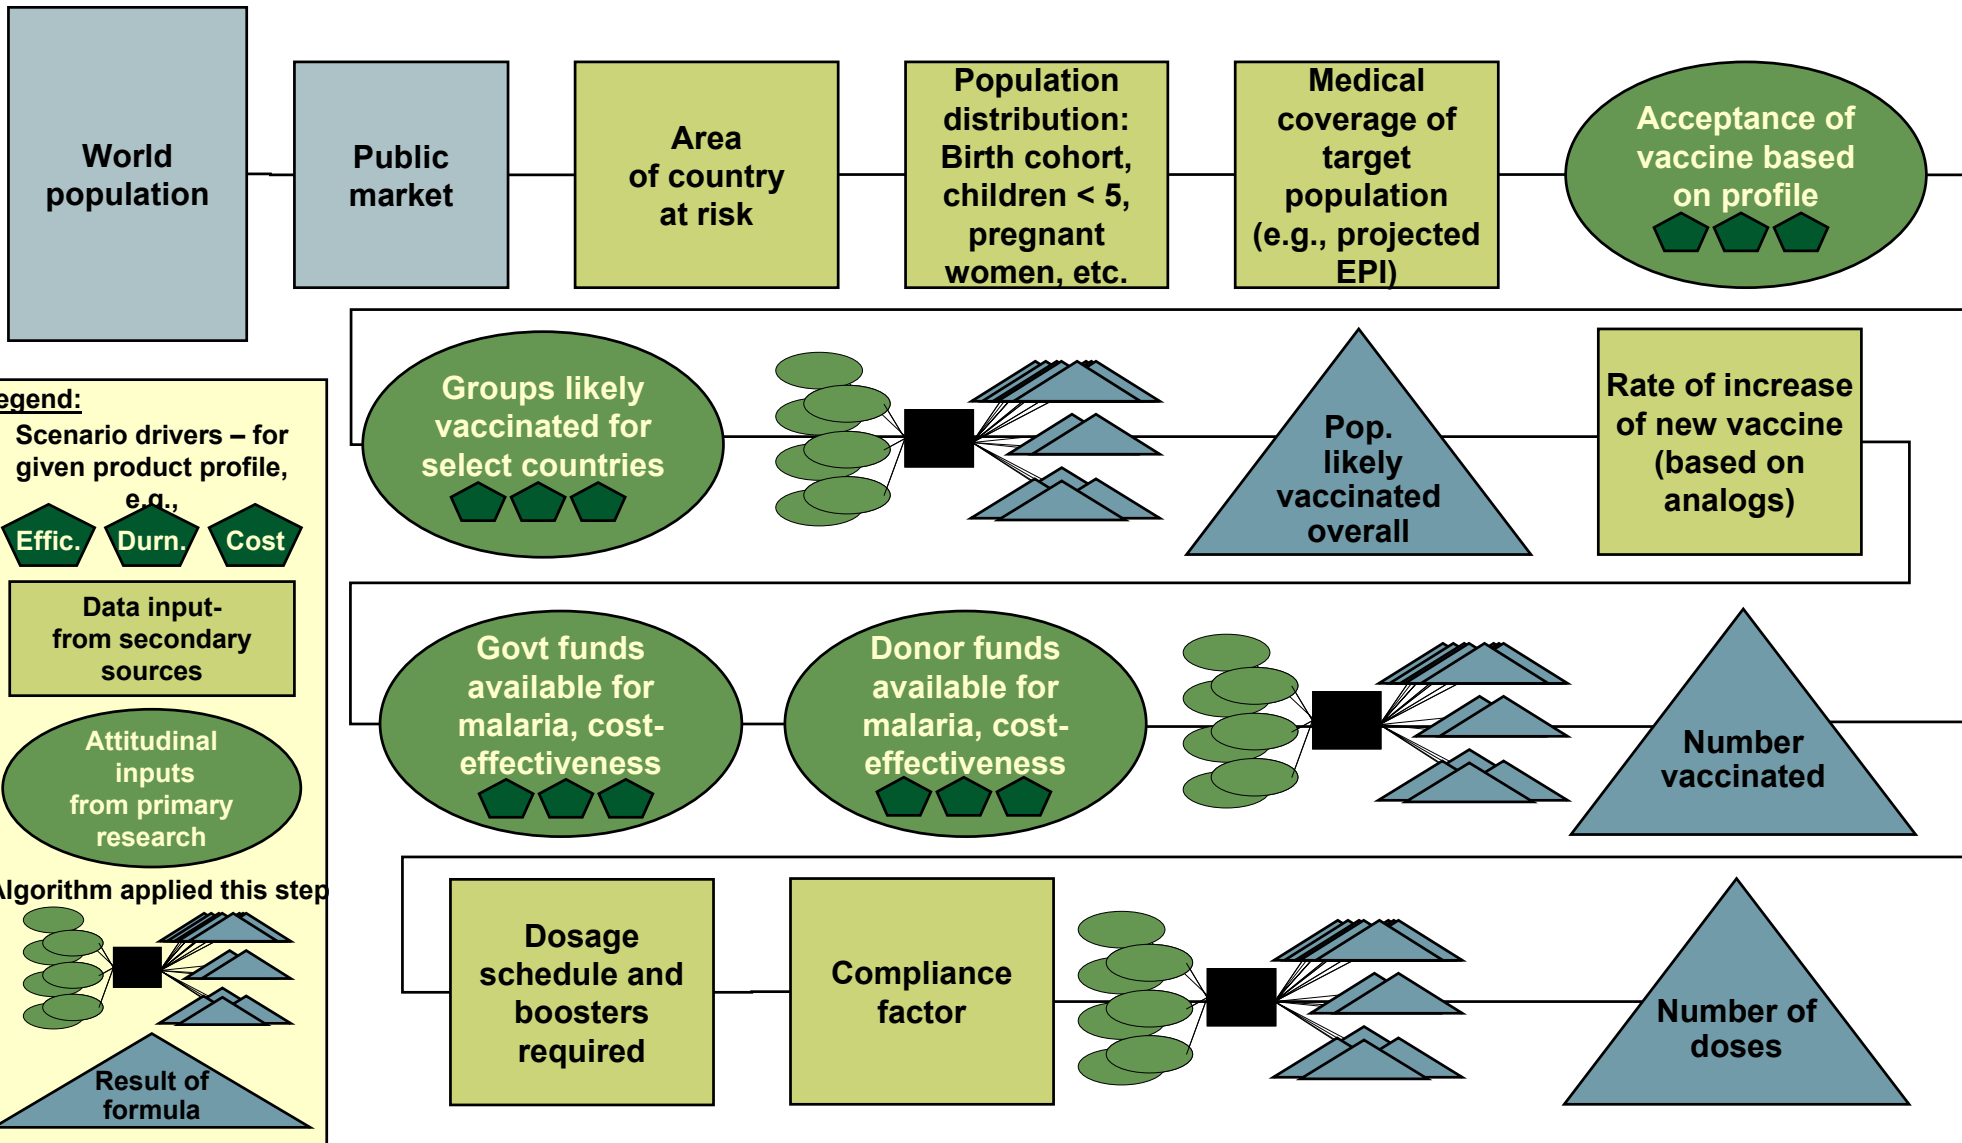 World
population
Public
market
Area
of country
at risk
Population
distribution:
Birth cohort,
children < 5,
pregnant
women, etc.
Medical
coverage of
target
population
(e.g., projected
EPI)
Acceptance of
vaccine based
on profile
Groups likely
vaccinated for
select countries
Pop.
likely
vaccinated
overall
Rate of increase
of new vaccine
(based on
analogs)
Govt funds
available for
malaria, cost-
effectiveness
Donor funds
available for
malaria, cost-
effectiveness
Number
vaccinated
Dosage
schedule and
boosters
required
Compliance
factor
Number of
doses
egend:
Scenario drivers – for
given product profile,
e.g.,
Effic.
Durn.
Cost
Data input-
from secondary
sources
Attitudinal
inputs
from primary
research
Algorithm applied this step
Result of
formula